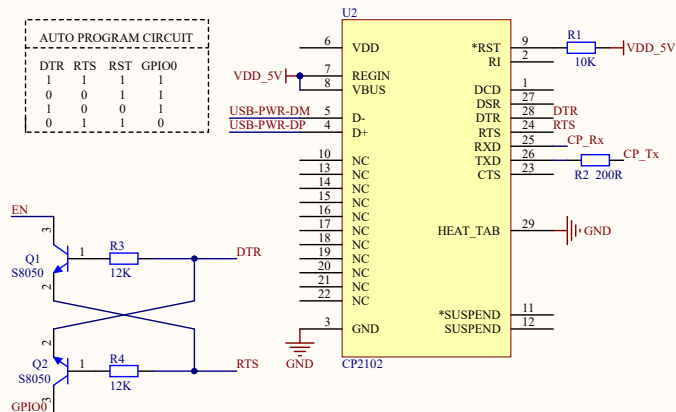 AUTO PROGRAM CIRCUIT
DTR RTS RST GPIO0
1 1 1 1
0 0 1 1
1 0 0 1
0 1 1 0
U2
6 VDD
VDD_5V 7 REGIN
8 VBUS
USB-PWR-DM 5 D-
USB-PWR-DP 4 D+
10 NC
13 NC
14 NC
15 NC
16 NC
17 NC
18 NC
19 NC
20 NC
21 NC
22 NC
3 GND
GND
*RST 9 R1 10K VDD_5V
RI 2
DCD 1
DSR 27
DTR 28 DTR
RTS 24 RTS
RXD 25 CP_Rx
TXD 26 R2 200R CP_Tx
CTS 23
HEAT_TAB 29 GND
*SUSPEND 11
SUSPEND 12
CP2102
EN
3
Q1
S8050
1
R3
12K
DTR
2
2
Q2
S8050
1
R4
12K
RTS
3
GPIO0